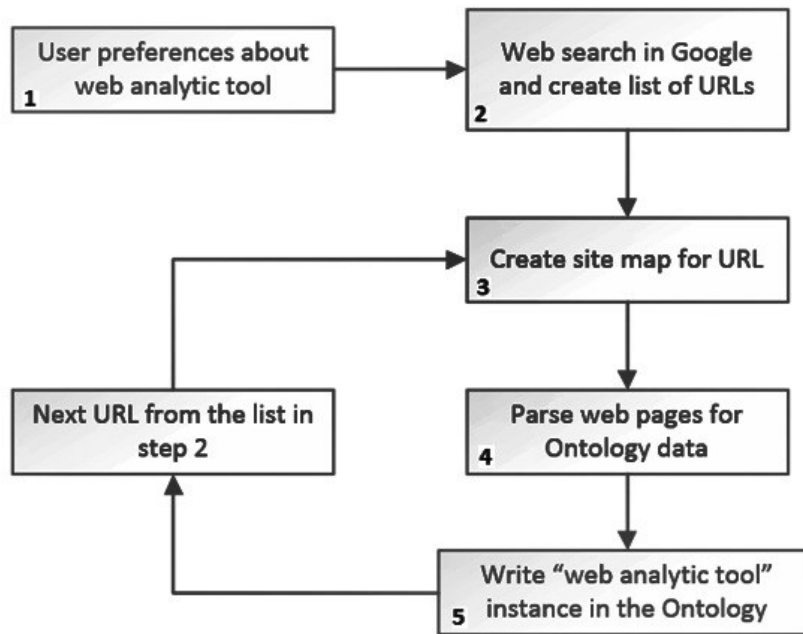 User preferences about
web analytic tool
1
Web search in Google
and create list of URLs
2
Create site map for URL
3
Next URL from the list in
step 2
Parse web pages for
Ontology data
4
Write “web analytic tool”
instance in the Ontology
5